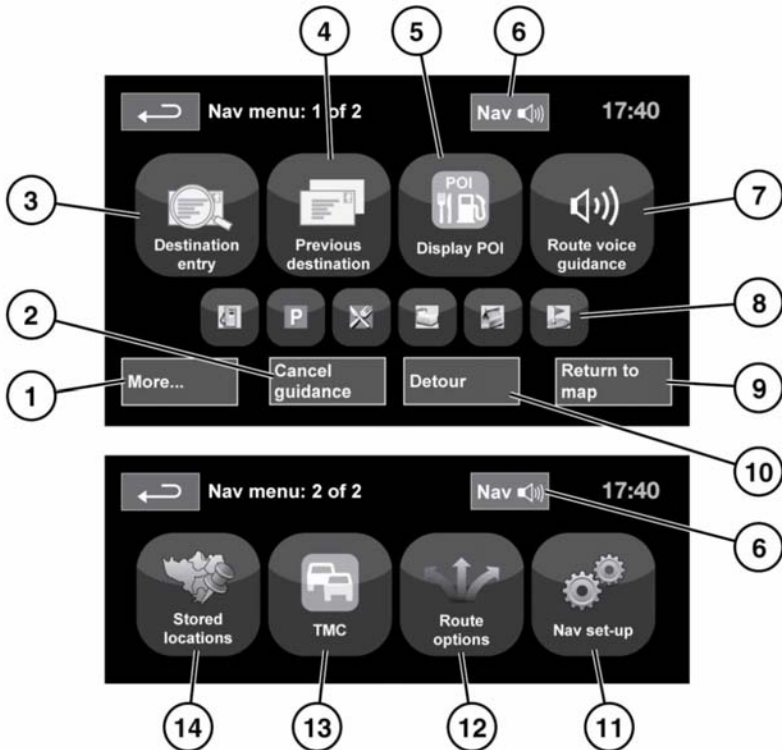 4
5
6
Nav menu: 1 of 2
Nav
17:40
3
7
POI
Destination
entry
Previous
destination
Display POI
Route voice
guidance
2
8
P
1
More...
Cancel
guidance
Detour
Return to
map
9
10
Nav menu: 2 of 2
Nav
17:40
6
Stored
locations
TMC
Route
options
Nav set-up
14
13
12
11